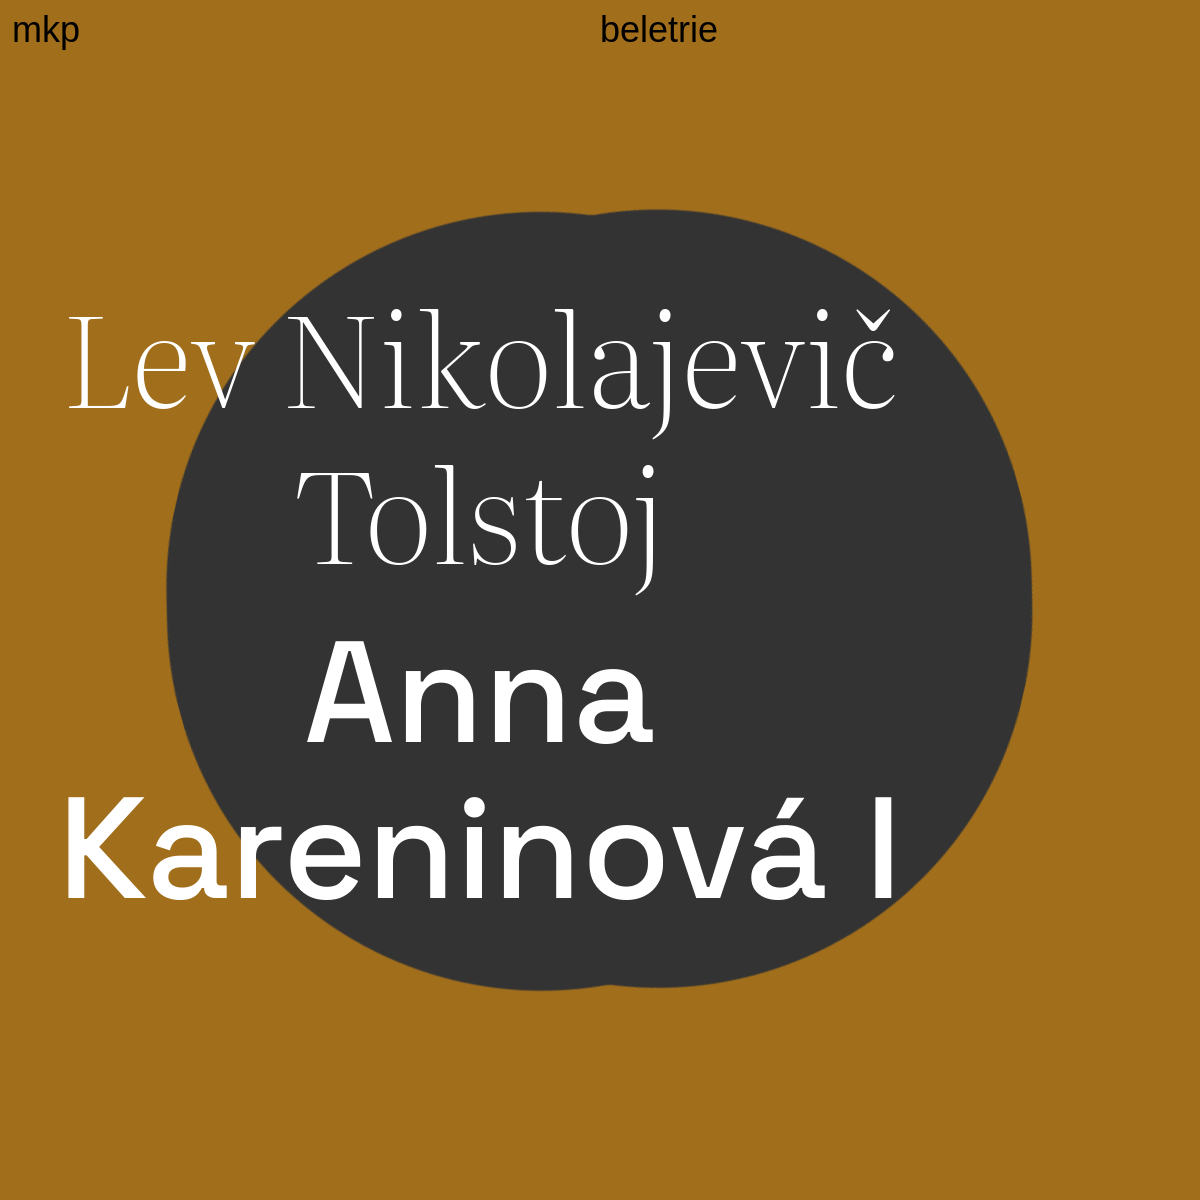 mkp
beletrie
Lev Nikolajevič
Tolstoj
Anna
Kareninová I